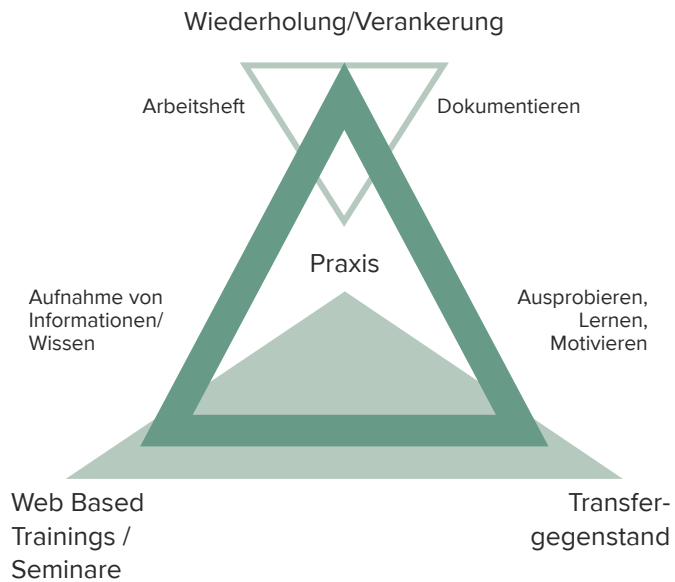 Wiederholung/Verankerung
Arbeitsheft
Dokumentieren
Praxis
Aufnahme von
Informationen/
Wissen
Ausprobieren,
Lernen,
Motivieren
Web Based
Trainings /
Seminare
Transfer-
gegenstand